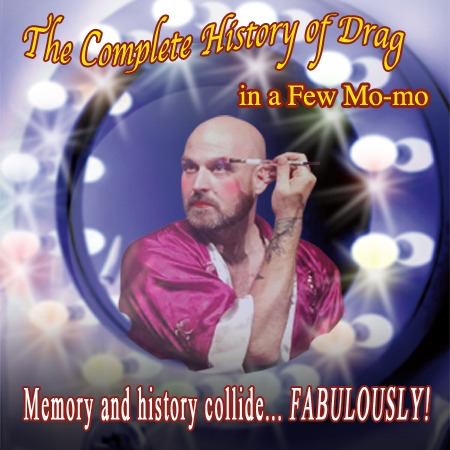 The Complete History of Drag
in a Few Mo-mo
Memory and history collide... FABULOUSLY!